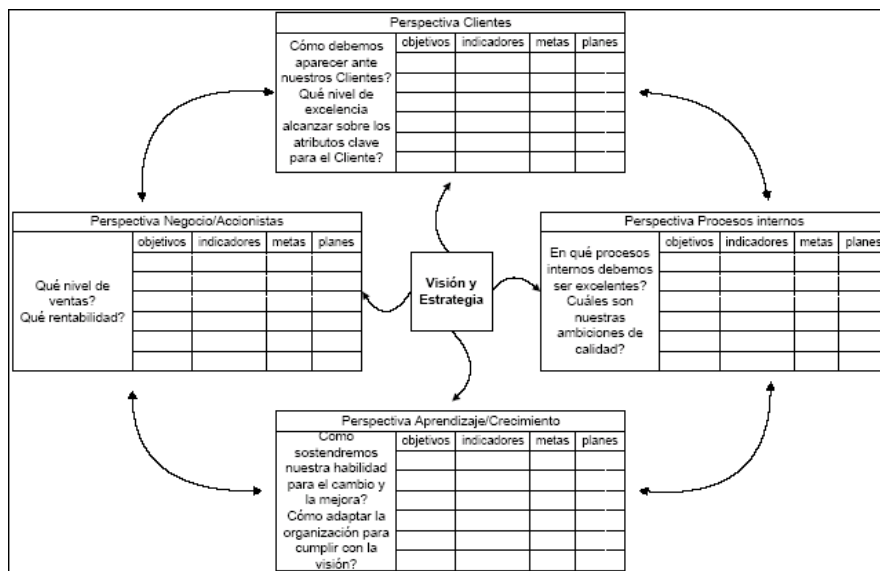 Perspectiva Clientes
Cómo debemos
aparecer ante
nuestros Clientes?
Qué nivel de
excelencia
alcanzar sobre los
atributos clave
para el Cliente?
objetivos indicadores metas planes
Perspectiva Negocio/Accionistas
Qué nivel de
ventas?
Qué rentabilidad?
objetivos indicadores metas planes
Visión y
Estrategia
Perspectiva Procesos internos
En qué procesos
internos debemos
ser excelentes?
Cuáles son
nuestras
ambiciones de
calidad?
objetivos indicadores metas planes
Perspectiva Aprendizaje/Crecimiento
Cómo
sostendremos
nuestra habilidad
para el cambio y
la mejora?
Cómo adaptar la
organización para
cumplir con la
visión?
objetivos indicadores metas planes